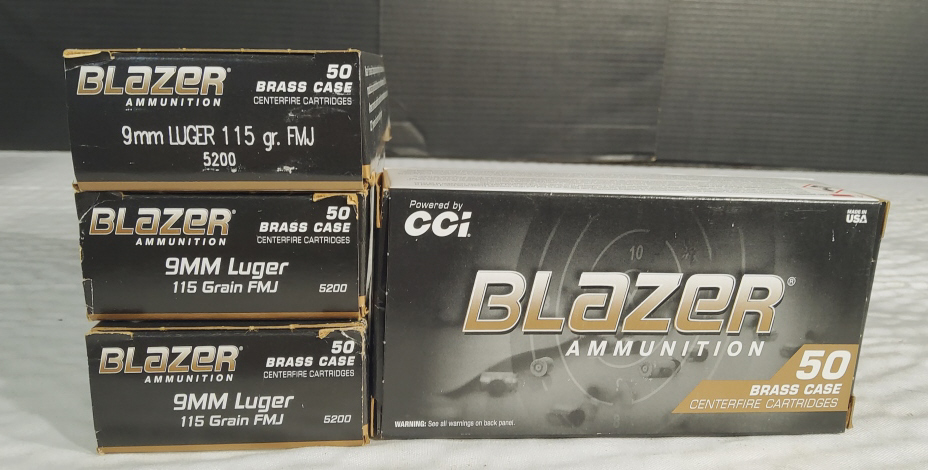 BLAZER®
AMMUNITION
50
BRASS CASE
CENTERFIRE CARTRIDGES
9mm LUGER 115 gr. FMJ
5200
BLAZER®
AMMUNITION
50
BRASS CASE
CENTERFIRE CARTRIDGES
9MM Luger
115 Grain FMJ
5200
BLAZER®
AMMUNITION
50
BRASS CASE
CENTERFIRE CARTRIDGES
9MM Luger
115 Grain FMJ
5200
Powered by
CCI
MADE IN
USA
10
BLAZER®
AMMUNITION
50
BRASS CASE
CENTERFIRE CARTRIDGES
WARNING: See all warnings on back panel.